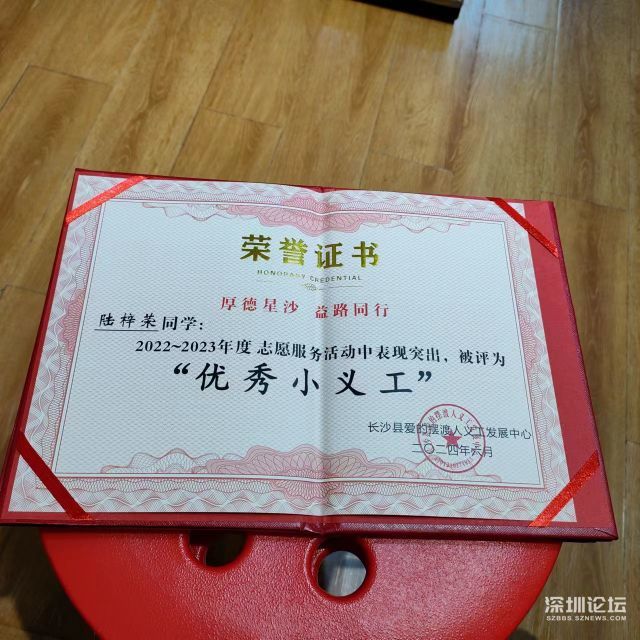 荣誉证书
HONORARY CREDENTIAL
厚德星沙 益路同行
陆梓荣同学：
2022~2023年度志愿服务活动中表现突出，被评为
“优秀小义工”
长沙县爱的摆渡人义工发展中心
二〇二四年六月
深圳论坛
SZBBS.SZNEWS.COM